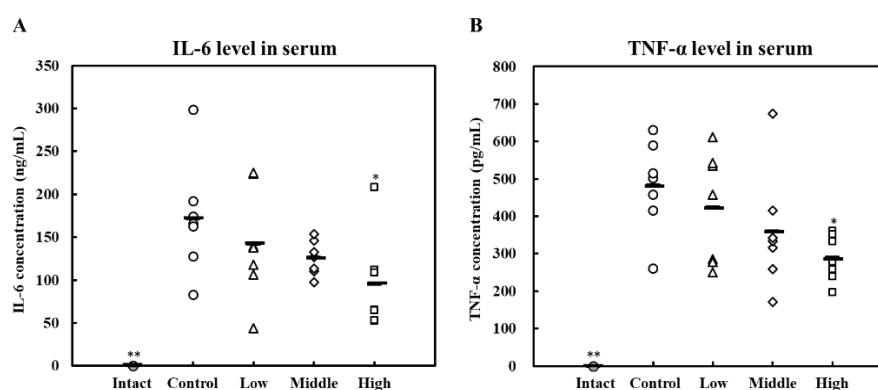 A
IL-6 level in serum
IL-6 concentration (ng/mL)
350
300
250
200
150
100
50
0
**
*
Intact Control Low Middle High
B
TNF-α level in serum
TNF-α concentration (pg/mL)
800
700
600
500
400
300
200
100
0
**
*
Intact Control Low Middle High